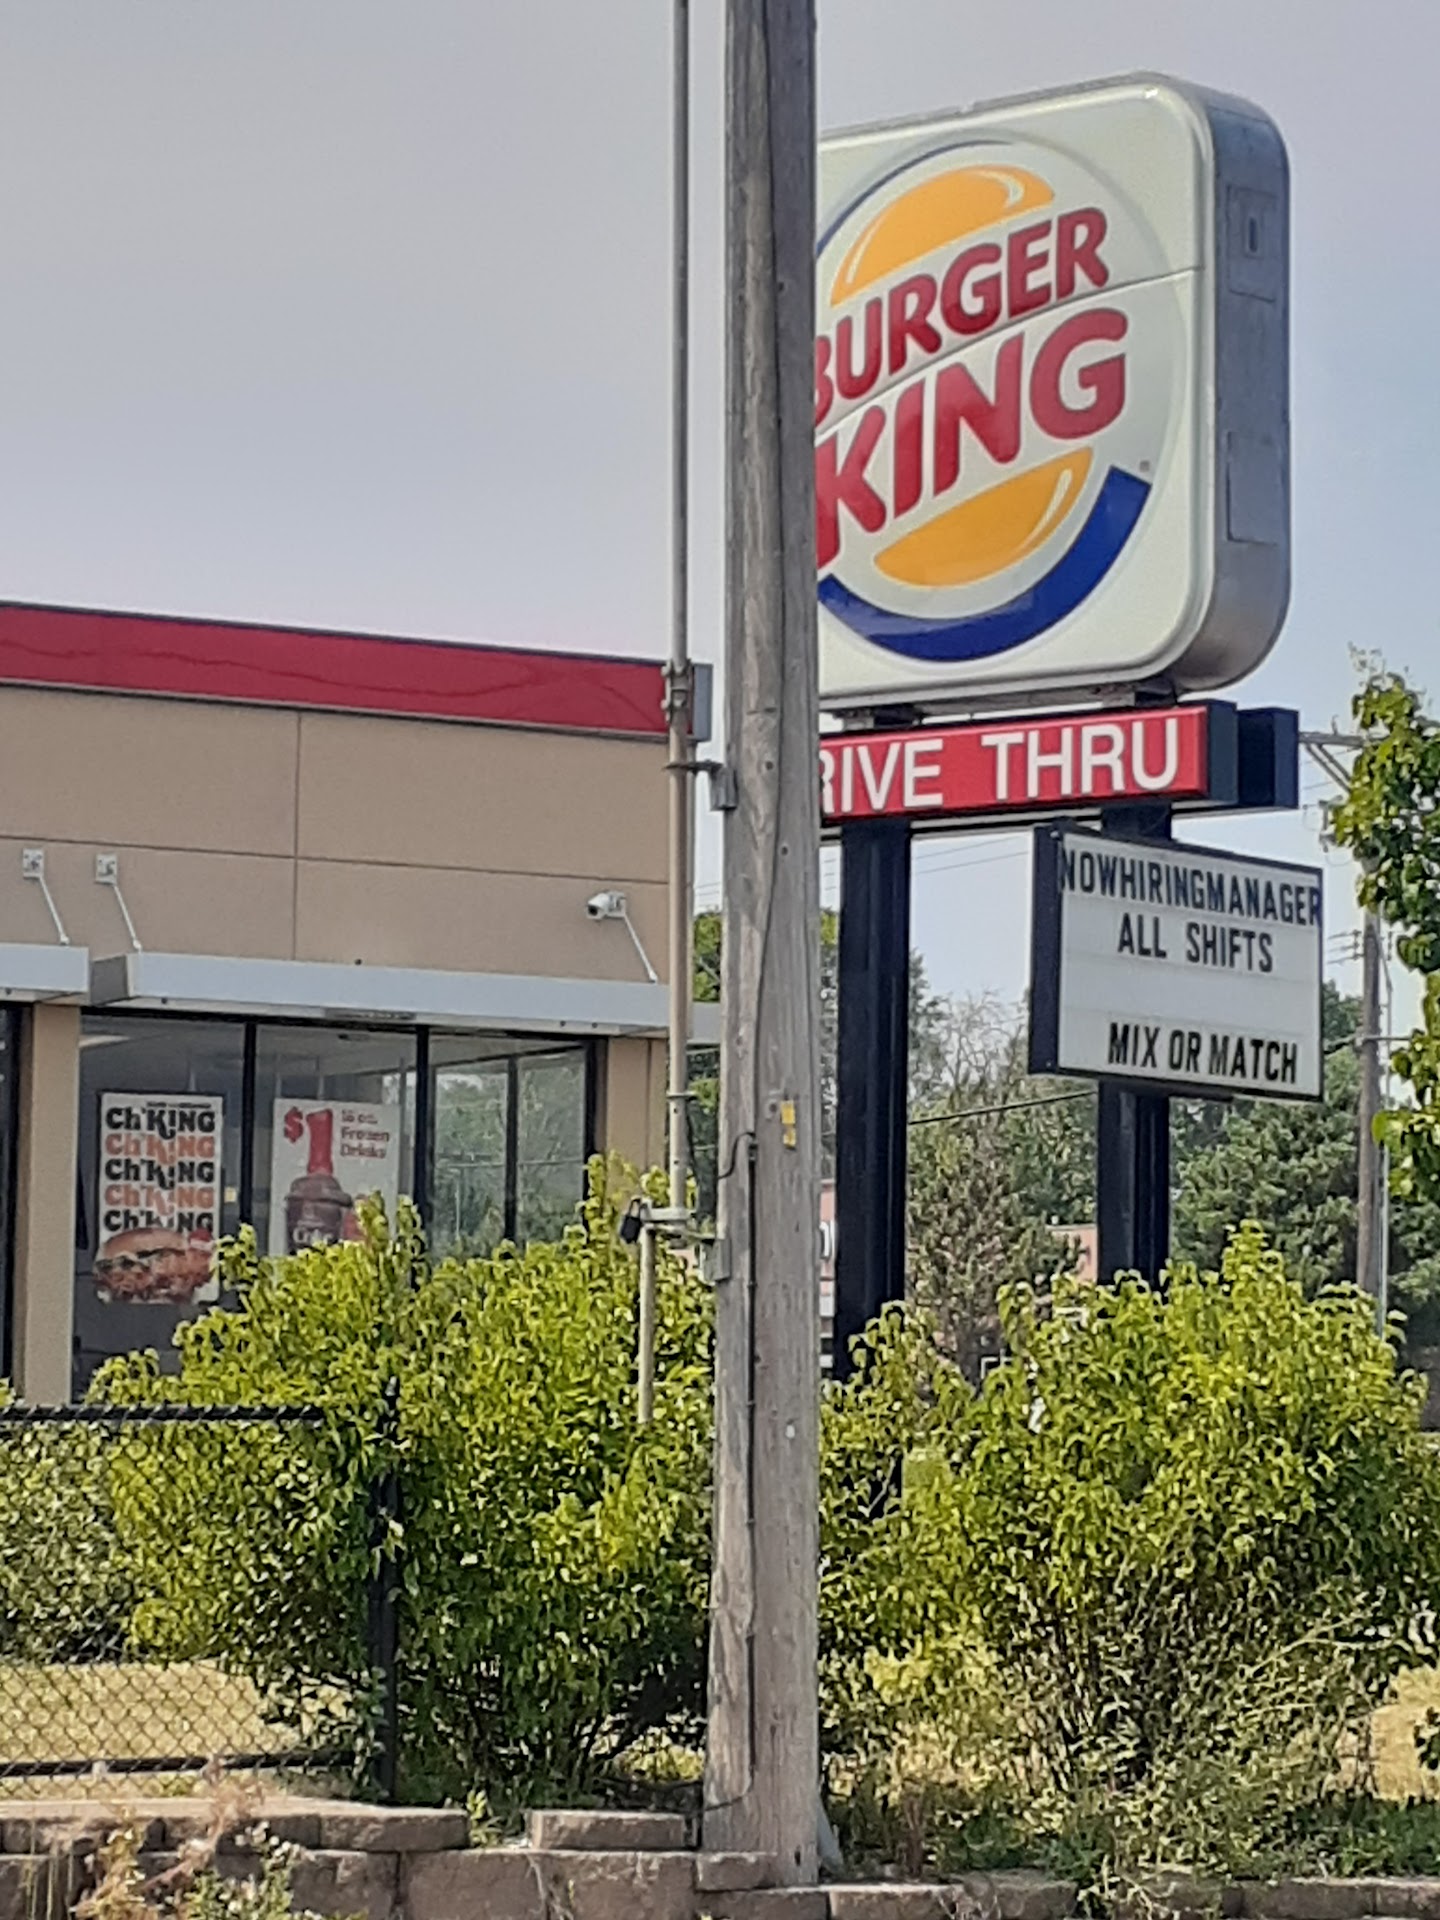 BURGER
KING
®
RIVE THRU
NOWHIRINGMANAGER
ALL SHIFTS
MIX OR MATCH
Ch'KING
Ch'KING
Ch'KING
Ch'KING
Ch'KING
$1
16 oz.
Frozen
Drinks